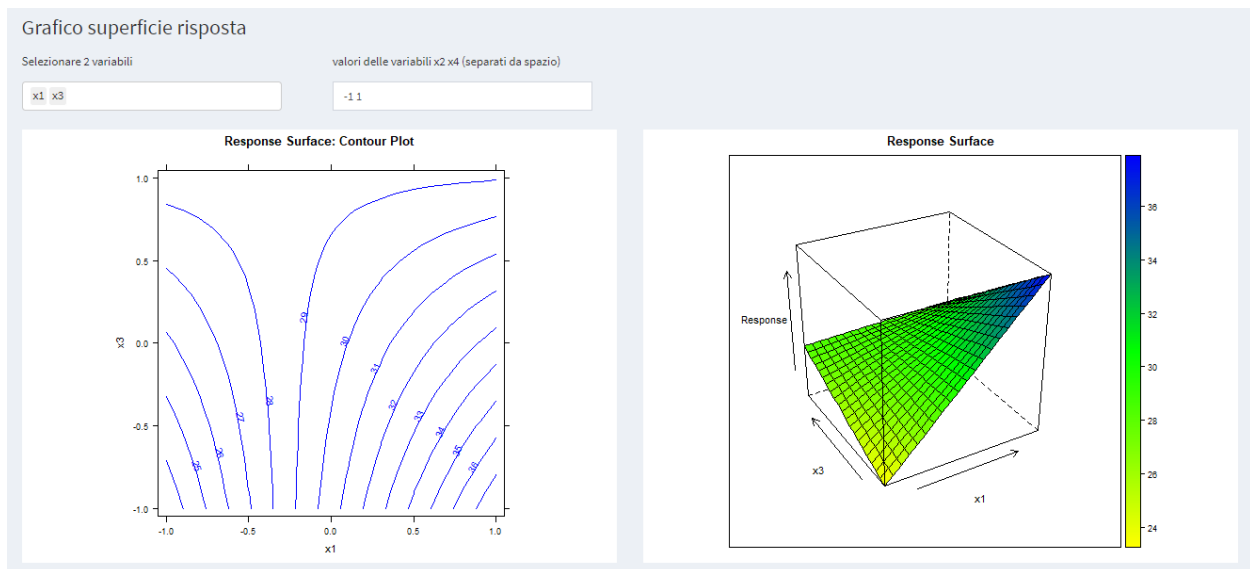 Grafico superficie risposta
Selezionare 2 variabili
valori delle variabili x2 x4 (separati da spazio)
x1 x3
-1 1
Response Surface: Contour Plot
1.0
0.5
0.0
-0.5
-1.0
x3
-1.0 -0.5 0.0 0.5 1.0
x1
25
26
27
28
29
30
31
32
33
34
35
36
Response Surface
Response
x3
x1
36
34
32
30
28
26
24